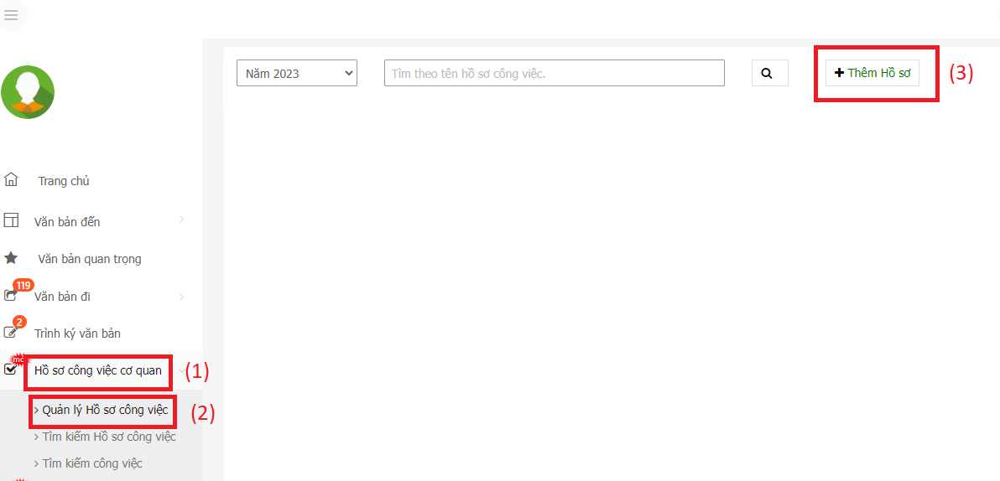 Năm 2023
Tìm theo tên hồ sơ công việc.
Thêm Hồ sơ
(3)
Trang chủ
Văn bản đến
Văn bản quan trọng
119
Văn bản đi
2
Trình ký văn bản
Hồ sơ công việc cơ quan
(1)
Quản lý Hồ sơ công việc
(2)
Tìm kiếm Hồ sơ công việc
Tìm kiếm công việc